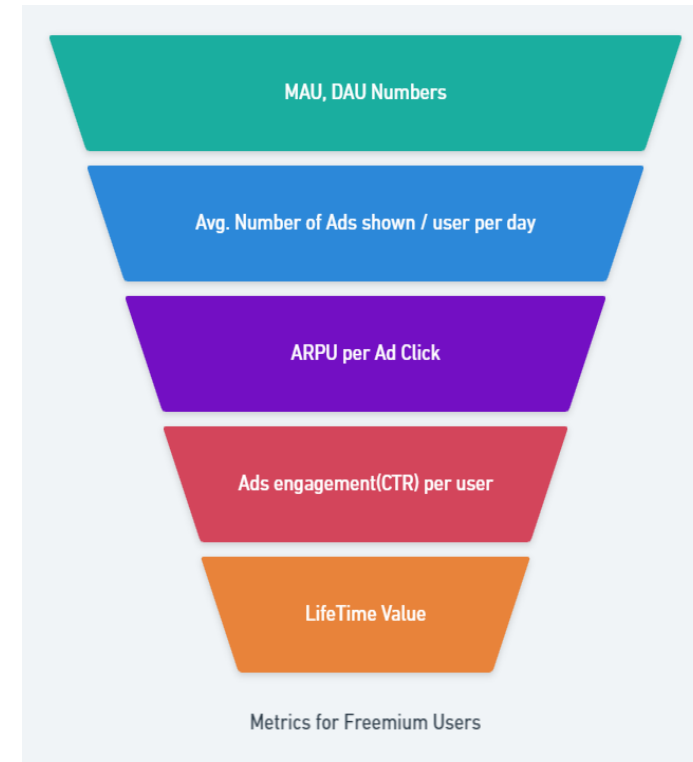 MAU, DAU Numbers
Avg. Number of Ads shown / user per day
ARPU per Ad Click
Ads engagement(CTR) per user
LifeTime Value
Metrics for Freemium Users